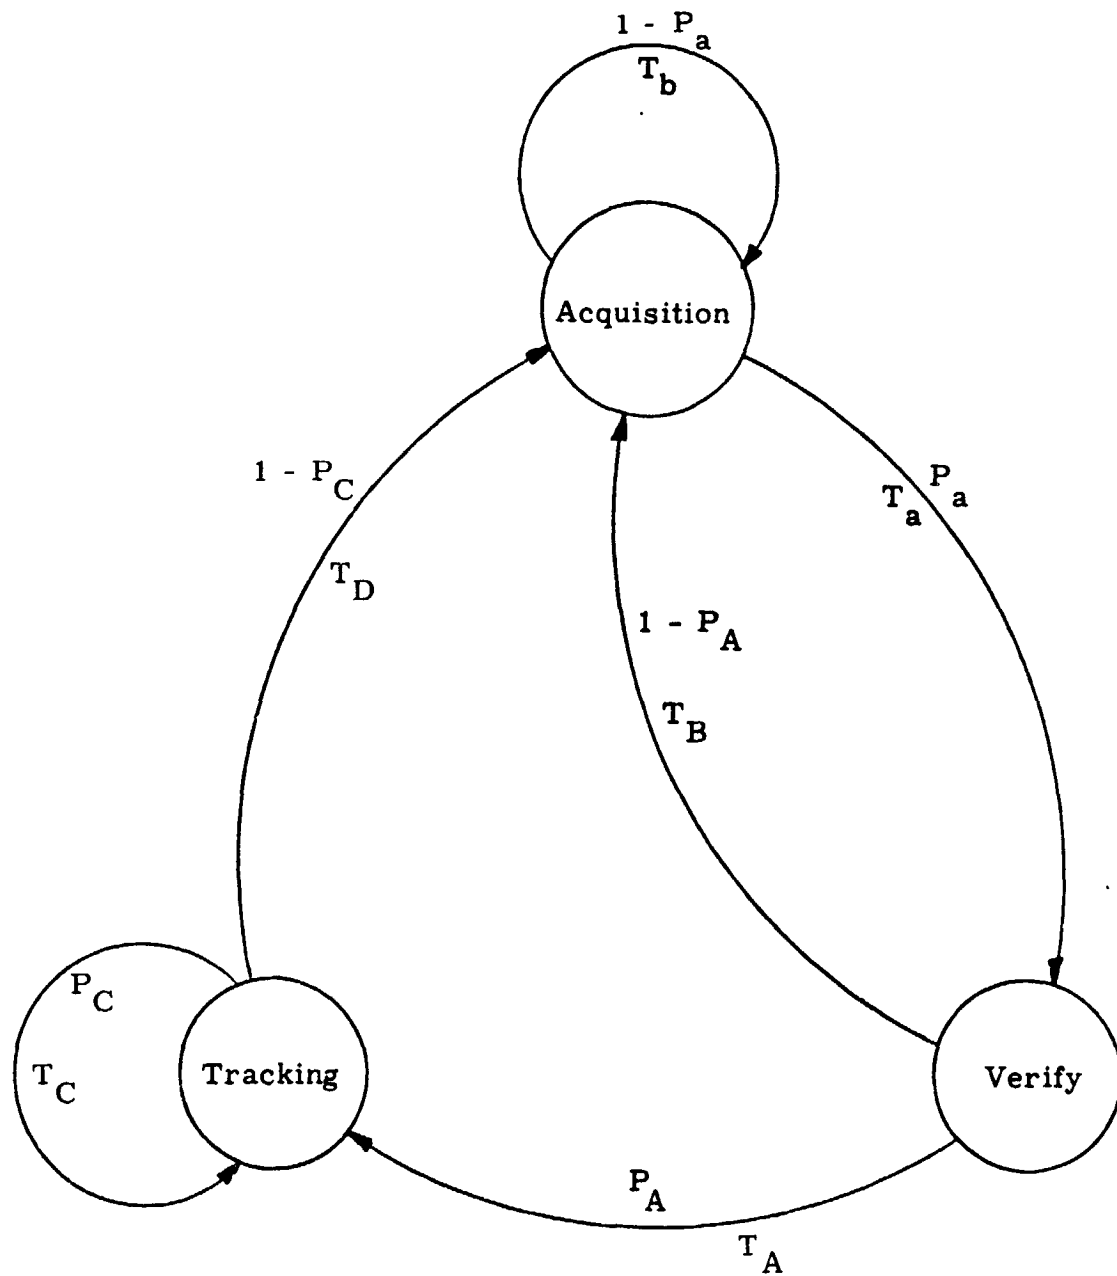 1 - P_a
T_b
Acquisition
P_a
T_a
1 - P_C
T_D
1 - P_A
T_B
P_C
T_C
Tracking
Verify
P_A
T_A